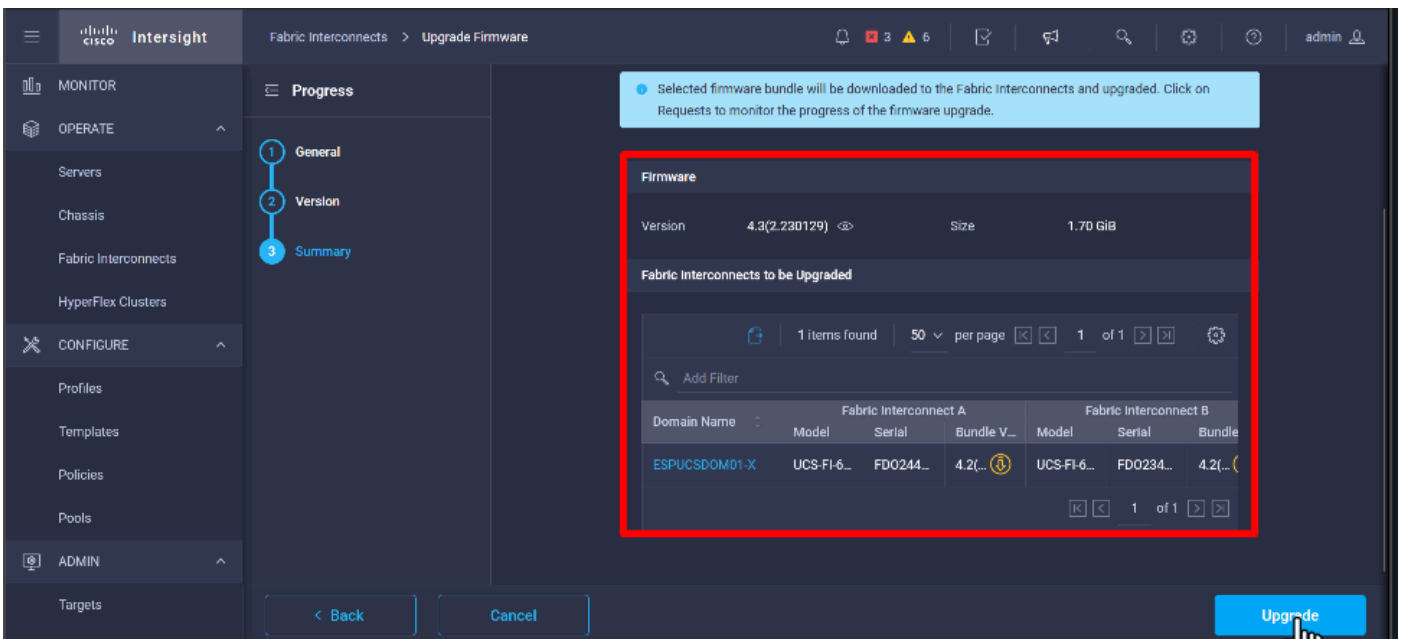 CISCO Intersight
Fabric Interconnects > Upgrade Firmware
3 6
admin
MONITOR
OPERATE
Servers
Chassis
Fabric Interconnects
HyperFlex Clusters
CONFIGURE
Profiles
Templates
Policies
Pools
ADMIN
Targets
Progress
1 General
2 Version
3 Summary
Selected firmware bundle will be downloaded to the Fabric Interconnects and upgraded. Click on
Requests to monitor the progress of the firmware upgrade.
Firmware
Version 4.3(2.230129) Size 1.70 GiB
Fabric Interconnects to be Upgraded
1 items found 50 per page 1 of 1
Add Filter
Fabric Interconnect A Fabric Interconnect B
Domain Name Model Serial Bundle V... Model Serial Bundle
ESPUCSDOM01-X UCS-FI-6... FDO244... 4.2(... UCS-FI-6... FDO234... 4.2(...
1 of 1
< Back Cancel Upgrade